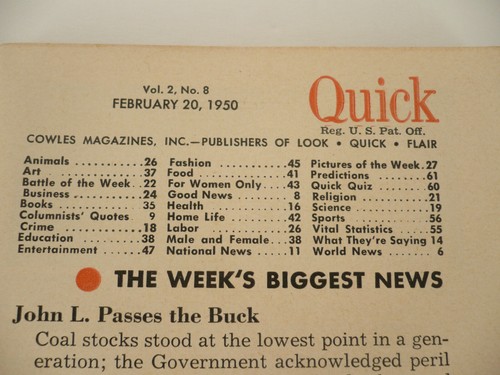 Vol. 2, No. 8
FEBRUARY 20, 1950
Quick
Reg. U. S. Pat. Off.
COWLES MAGAZINES, INC.—PUBLISHERS OF LOOK • QUICK • FLAIR
Animals ..........26
Art ...............37
Battle of the Week..22
Business ..........24
Books ............35
Columnists' Quotes 9
Crime ............18
Education .........38
Entertainment .....47
Fashion ...........45
Food .............41
For Women Only...43
Good News ....... 8
Health ............16
Home Life .........42
Labor .............26
Male and Female...38
National News .....11
Pictures of the Week.27
Predictions ........61
Quick Quiz ........60
Religion ..........21
Science ...........19
Sports ............56
Vital Statistics .....55
What They're Saying 14
World News ....... 6
THE WEEK'S BIGGEST NEWS
John L. Passes the Buck
Coal stocks stood at the lowest point in a gen-
eration; the Government acknowledged peril